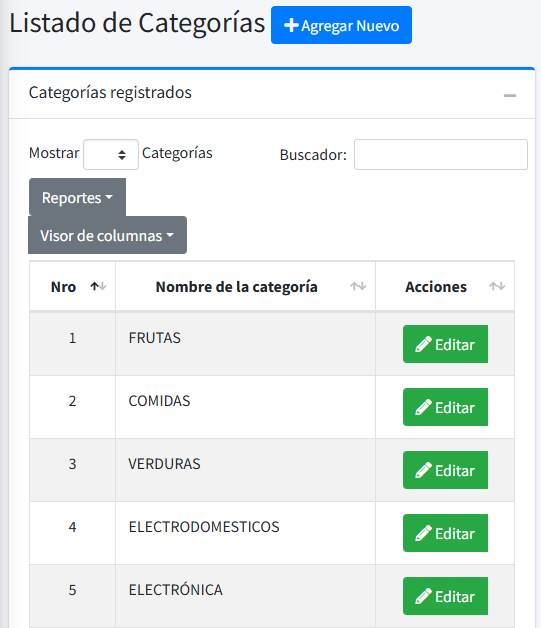 Listado de Categorías Agregar Nuevo
Categorías registrados
Mostrar Categorías Buscador:
Reportes
Visor de columnas
Nro Nombre de la categoría Acciones
1 FRUTAS Editar
2 COMIDAS Editar
3 VERDURAS Editar
4 ELECTRODOMESTICOS Editar
5 ELECTRÓNICA Editar